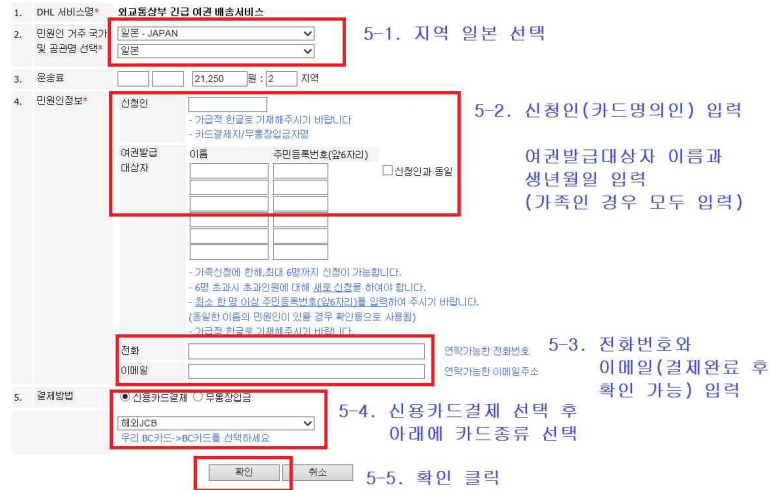 1. DHL 서비스명* 외교통상부 긴급 여권 배송서비스
2. 민원인 거주 국가 및 공관명 선택* 일본 - JAPAN
일본
5-1. 지역 일본 선택
3. 운송료 21,250 원 : 2 지역
4. 민원인정보* 신청인
- 가급적 한글로 기재해주시기 바랍니다
- 카드결제자/무통장입금자명
5-2. 신청인(카드명의인) 입력
여권발급대상자 이름과
생년월일 입력
(가족인 경우 모두 입력)
여권발급 대상자 이름 주민등록번호(앞6자리)
신청인과 동일
- 가족신청에 한해,최대 6명까지 신청이 가능합니다.
- 6명 초과시 초과인원에 대해 새로 신청을 하여야 합니다.
- 최소 한 명 이상 주민등록번호(앞6자리)를 입력하여 주시기 바랍니다.
(동일한 이름의 민원인이 있을 경우 확인용으로 사용됨)
- 가급적 한글로 기재해주시기 바랍니다.
전화 연락가능한 전화번호
이메일 연락가능한 이메일주소
5-3. 전화번호와
이메일(결제완료 후
확인 가능) 입력
5. 결제방법 신용카드결제 무통장입금
해외JCB
우리 BC카드->BC카드를 선택하세요
5-4. 신용카드결제 선택 후
아래에 카드종류 선택
확인 취소
5-5. 확인 클릭